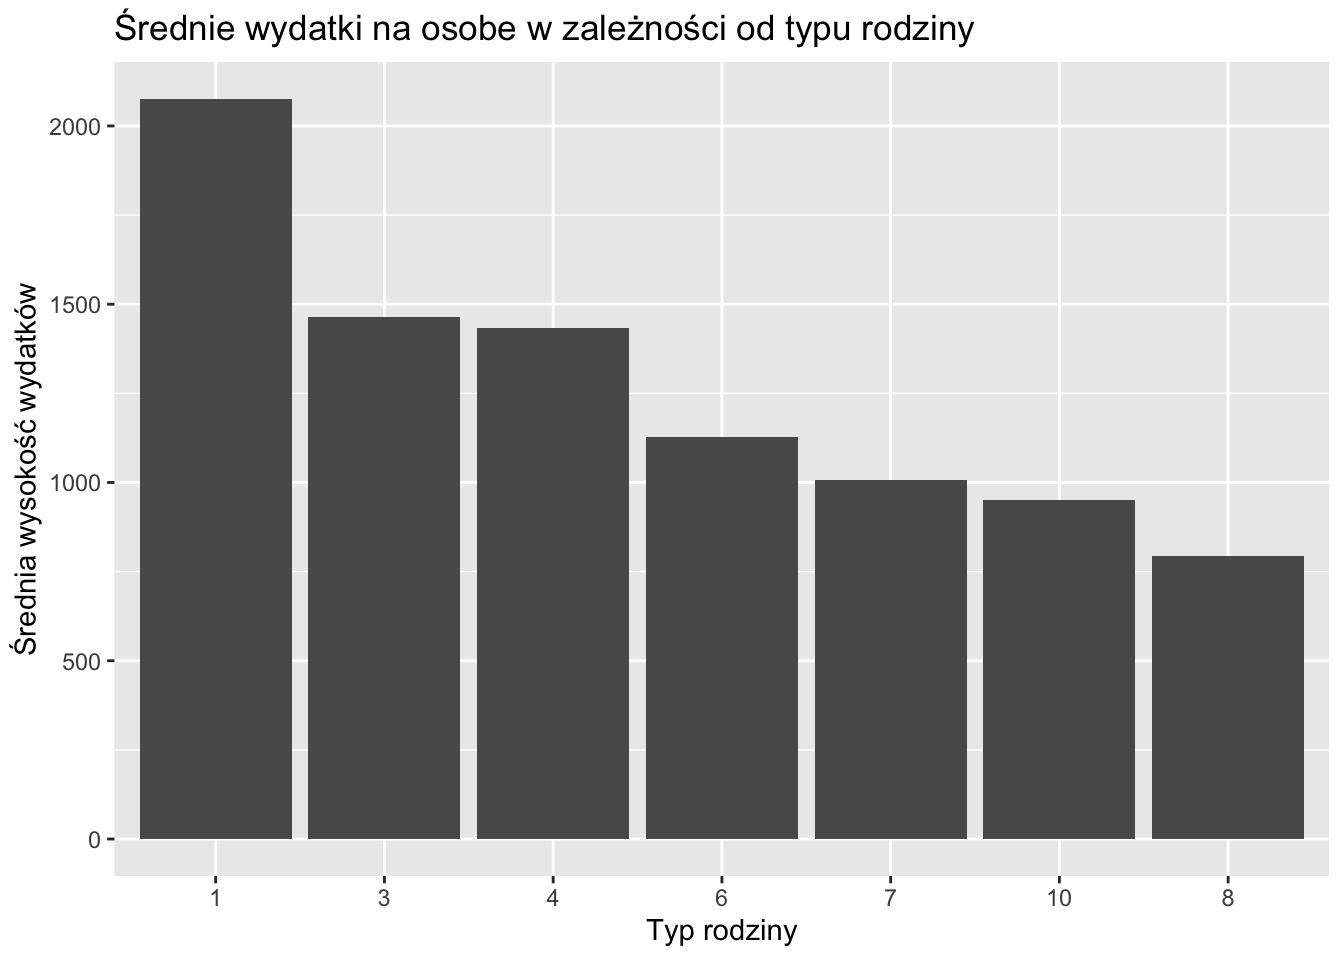 Średnie wydatki na osobe w zależności od typu rodziny
Średnia wysokość wydatków
2000
1500
1000
500
0
1 3 4 6 7 10 8
Typ rodziny